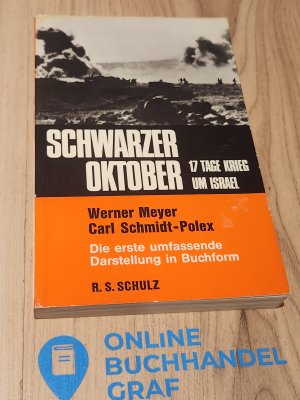 SCHWARZER
OKTOBER 17 TAGE KRIEG
UM ISRAEL
Werner Meyer
Carl Schmidt-Polex
Die erste umfassende
Darstellung in Buchform
R. S. SCHULZ
ONLINE
BUCHHANDEL
GRAF